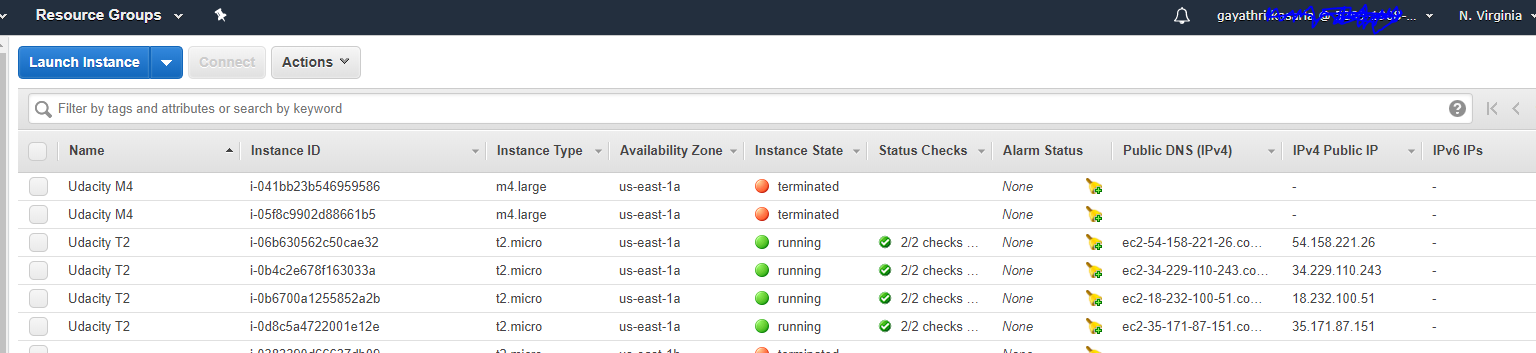 Resource Groups N. Virginia
Launch Instance Connect Actions
Filter by tags and attributes or search by keyword
Name Instance ID Instance Type Availability Zone Instance State Status Checks Alarm Status Public DNS (IPv4) IPv4 Public IP IPv6 IPs
Udacity M4 i-041bb23b546959586 m4.large us-east-1a terminated None - -
Udacity M4 i-05f8c9902d88661b5 m4.large us-east-1a terminated None - -
Udacity T2 i-06b630562c50cae32 t2.micro us-east-1a running 2/2 checks ... None ec2-54-158-221-26.co... 54.158.221.26 -
Udacity T2 i-0b4c2e678f163033a t2.micro us-east-1a running 2/2 checks ... None ec2-34-229-110-243.co... 34.229.110.243 -
Udacity T2 i-0b6700a1255852a2b t2.micro us-east-1a running 2/2 checks ... None ec2-18-232-100-51.co... 18.232.100.51 -
Udacity T2 i-0d8c5a4722001e12e t2.micro us-east-1a running 2/2 checks ... None ec2-35-171-87-151.co... 35.171.87.151 -
t2.micro us-east-1b terminated None